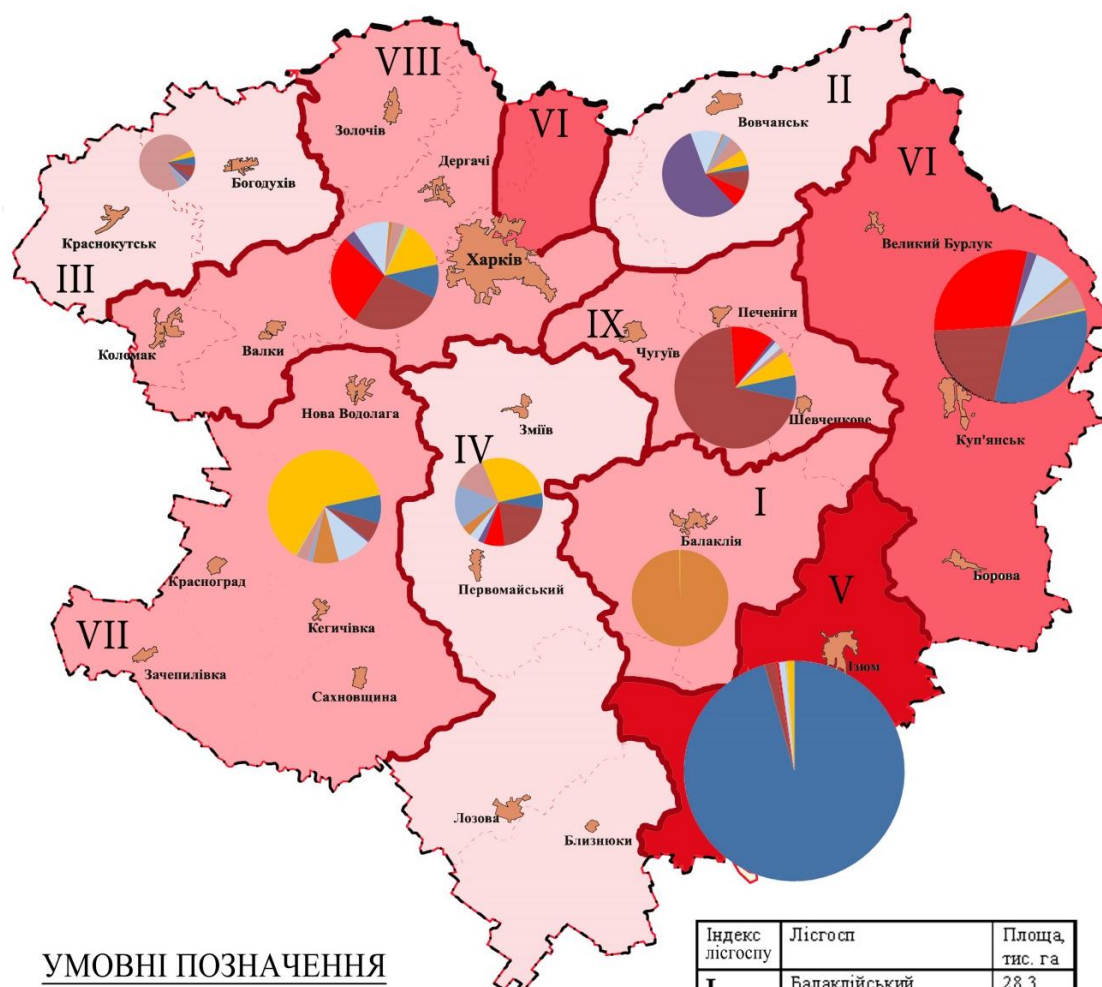 VIII
II
Золочів
VI
Вовчанськ
VI
Дергачі
Богодухів
Краснокутськ
Великий Бурлук
Харків
III
IX
Печеніги
Коломак
Валки
Чугуїв
Нова Водолага
Шевченкове
Зміїв
Куп'янськ
IV
I
Балаклія
Красноград
Первомайський
Борова
V
Кегичівка
VII
Ізюм
Зачепилівка
Сахновщина
Лозова
Близнюки
УМОВНІ ПОЗНАЧЕННЯ
Індекс лісгоспу Лісгосп Площа, тис. га
I Балаклійський 28,3